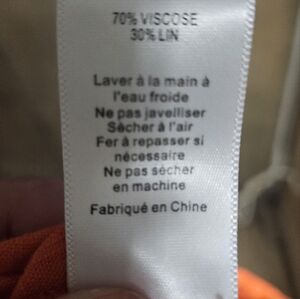 70% VISCOSE
30% LIN
Laver à la main à
l'eau froide
Ne pas javelliser
Sècher à l'air
Fer à repasser si
nécessaire
Ne pas sécher
en machine
Fabriqué en Chine